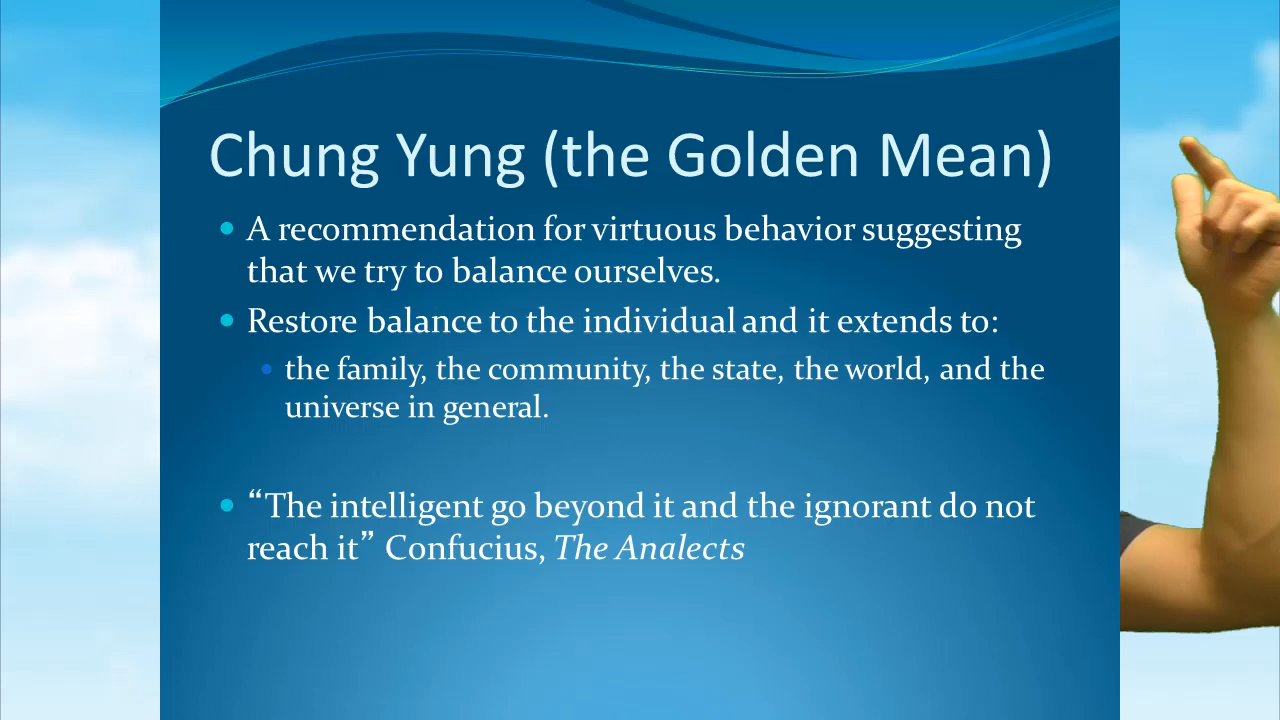 Chung Yung (the Golden Mean)
A recommendation for virtuous behavior suggesting
that we try to balance ourselves.
Restore balance to the individual and it extends to:
the family, the community, the state, the world, and the
universe in general.
“The intelligent go beyond it and the ignorant do not
reach it” Confucius, The Analects